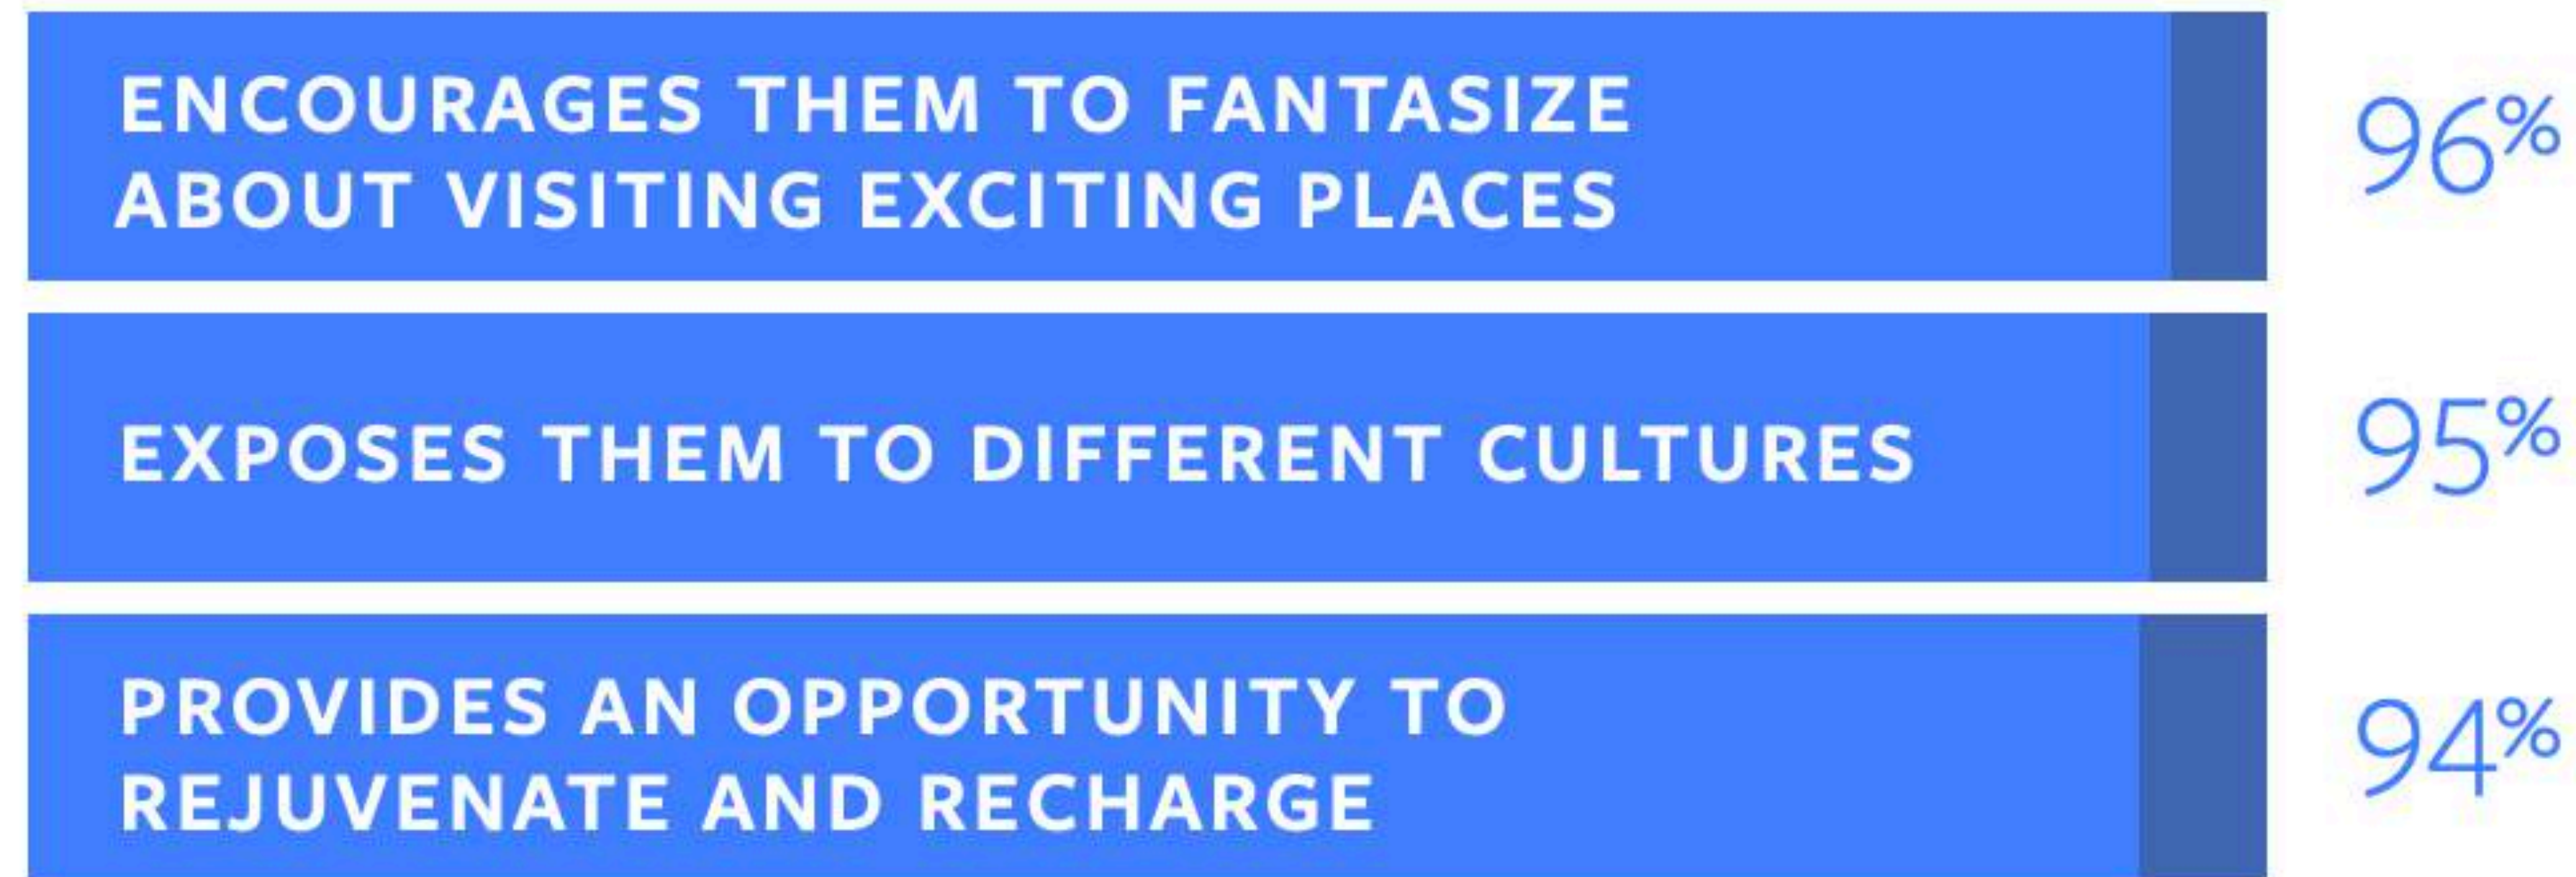 ENCOURAGES THEM TO FANTASIZE
ABOUT VISITING EXCITING PLACES
96%
EXPOSES THEM TO DIFFERENT CULTURES
95%
PROVIDES AN OPPORTUNITY TO
REJUVENATE AND RECHARGE
94%